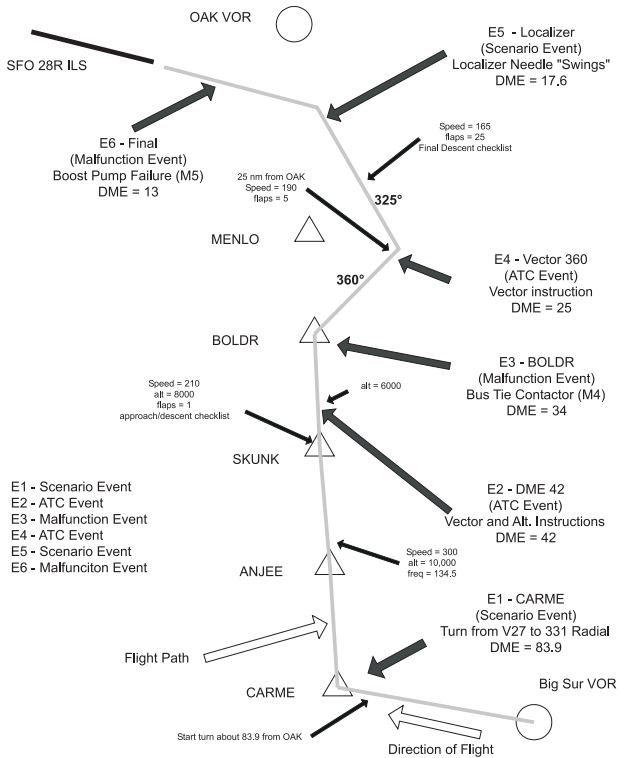 OAK VOR
SFO 28R ILS
E5 - Localizer
(Scenario Event)
Localizer Needle "Swings"
DME = 17.6
E6 - Final
(Malfunction Event)
Boost Pump Failure (M5)
DME = 13
Speed = 165
flaps = 25
Final Descent checklist
25 nm from OAK
Speed = 190
flaps = 5
325°
MENLO
360°
E4 - Vector 360
(ATC Event)
Vector instruction
DME = 25
BOLDR
E3 - BOLDR
(Malfunction Event)
Bus Tie Contactor (M4)
DME = 34
Speed = 210
alt = 8000
flaps = 1
approach/descent checklist
alt = 6000
SKUNK
E1 - Scenario Event
E2 - ATC Event
E3 - Malfunction Event
E4 - ATC Event
E5 - Scenario Event
E6 - Malfunciton Event
E2 - DME 42
(ATC Event)
Vector and Alt. Instructions
DME = 42
ANJEE
Speed = 300
alt = 10,000
freq = 134.5
E1 - CARME
(Scenario Event)
Turn from V27 to 331 Radial
DME = 83.9
Flight Path
CARME
Big Sur VOR
Start turn about 83.9 from OAK
Direction of Flight